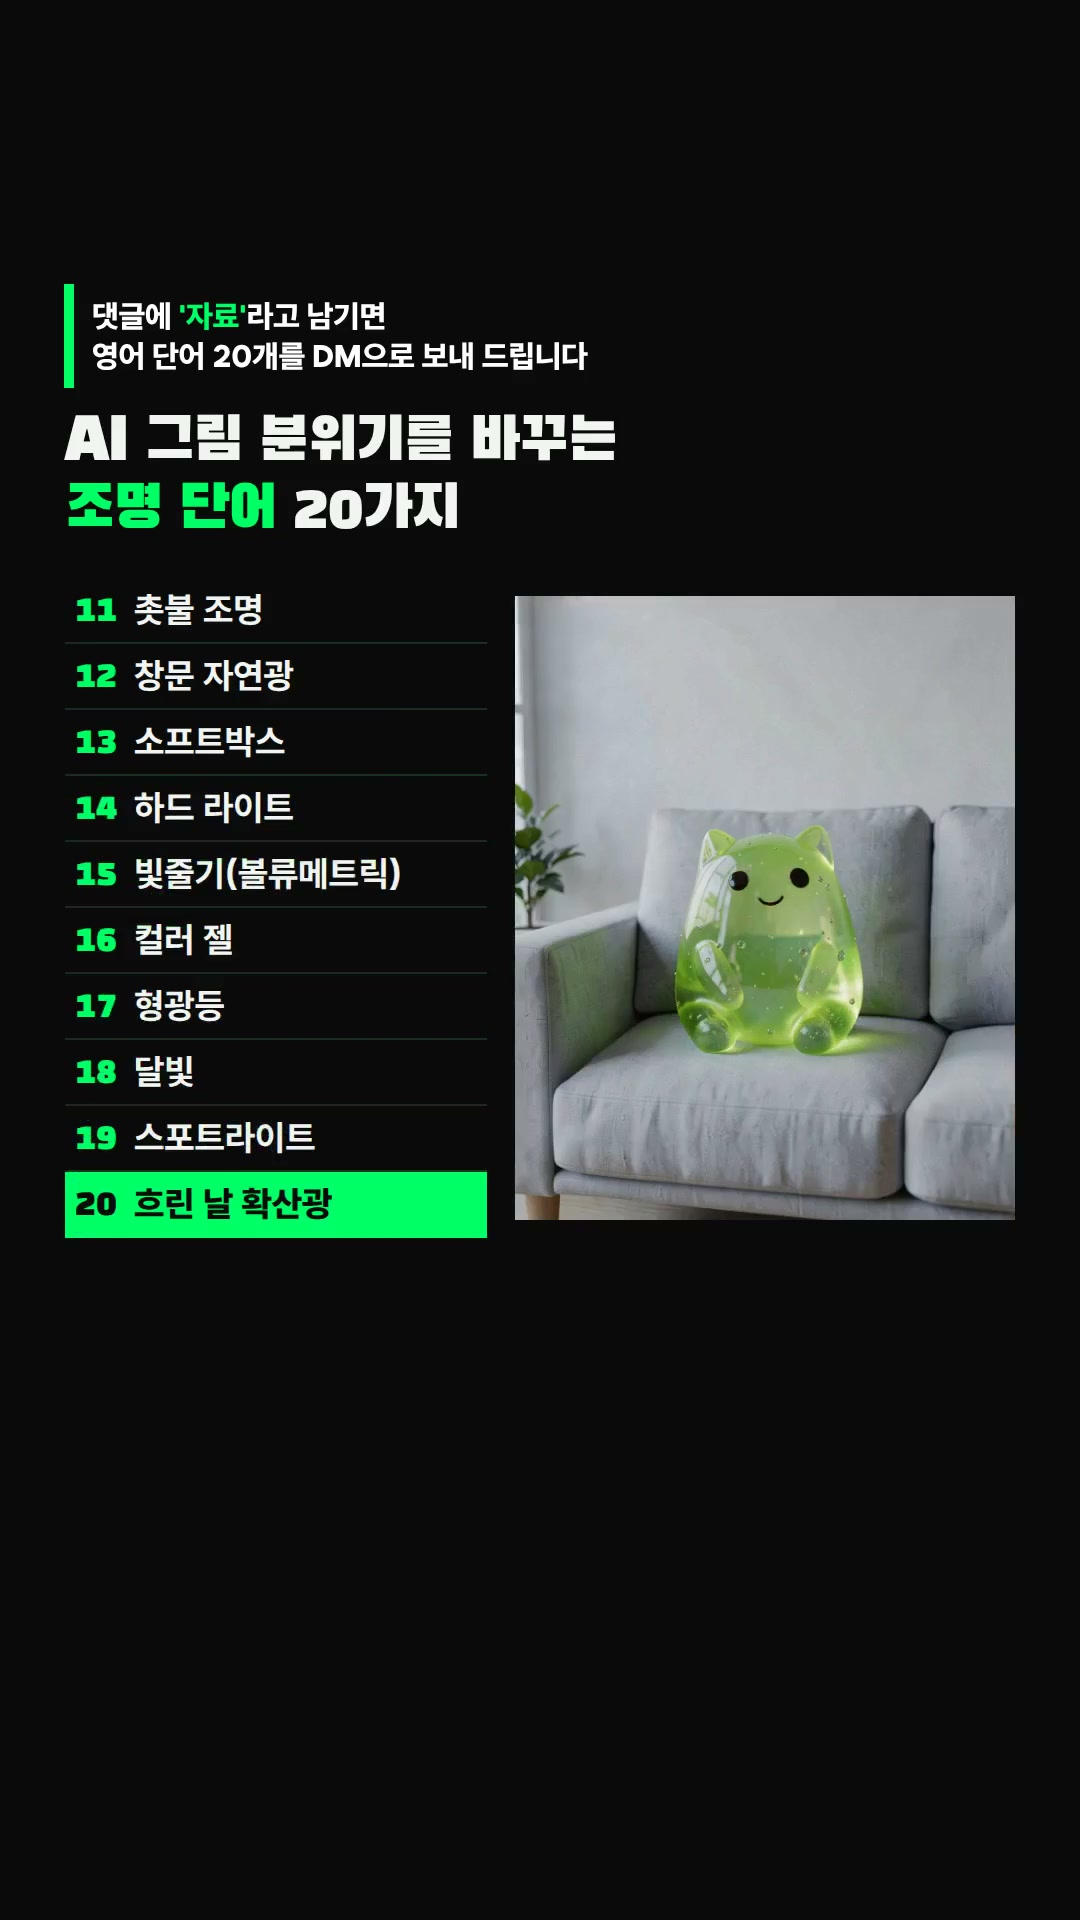 댓글에 '자료'라고 남기면
영어 단어 20개를 DM으로 보내 드립니다
AI 그림 분위기를 바꾸는
조명 단어 20가지
11 촛불 조명
12 창문 자연광
13 소프트박스
14 하드 라이트
15 빛줄기(볼류메트릭)
16 컬러 젤
17 형광등
18 달빛
19 스포트라이트
20 흐린 날 확산광